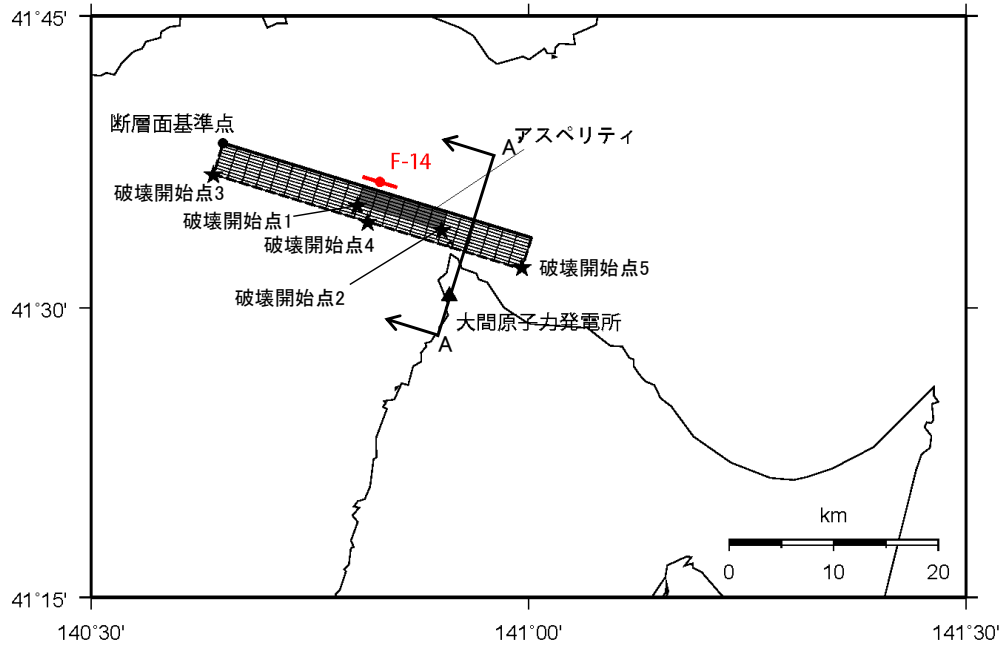 41°45'
断層面基準点
アスペリティ
A'
F-14
破壊開始点3
破壊開始点1
破壊開始点4
破壊開始点5
破壊開始点2
41°30'
大間原子力発電所
A
km
0 10 20
41°15'
140°30' 141°00' 141°30'